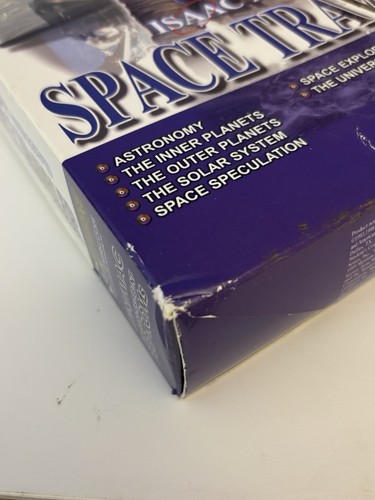 ISAAC
SPACE TRA
ASTRONOMY
THE INNER PLANETS
THE OUTER PLANETS
THE SOLAR SYSTEM
SPACE SPECULATION
SPACE EXPLO
THE UNIVER